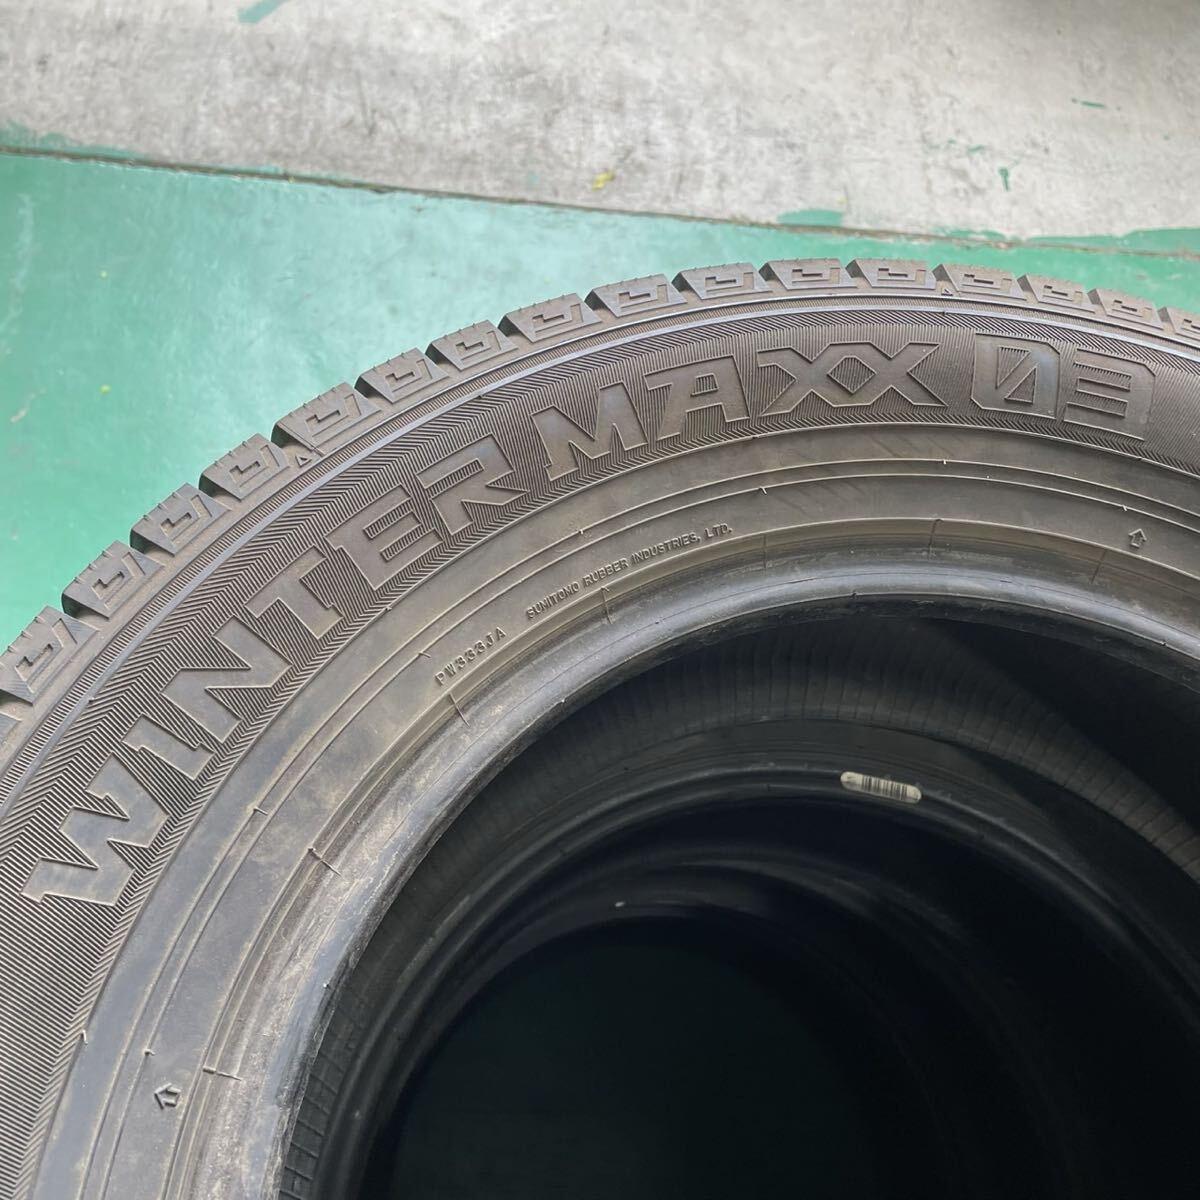 WINTER MAXX 03
PW333JA SUMITOMO RUBBER INDUSTRIES, LTD.